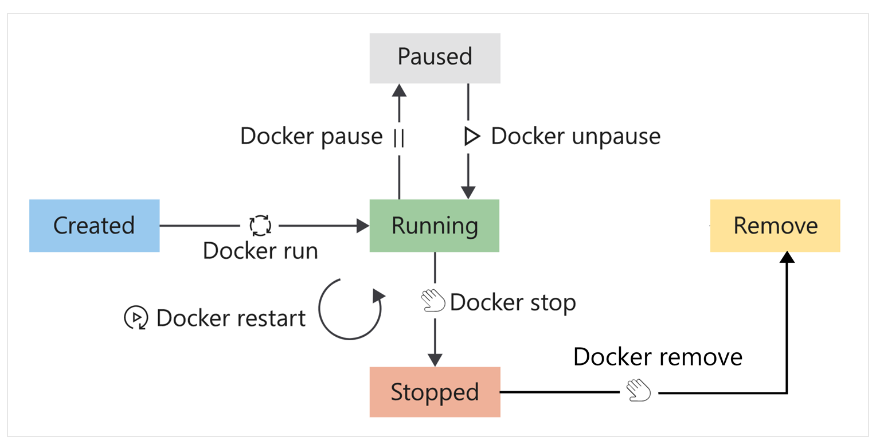 Paused
Docker pause
Docker unpause
Created
Running
Remove
Docker run
Docker restart
Docker stop
Docker remove
Stopped